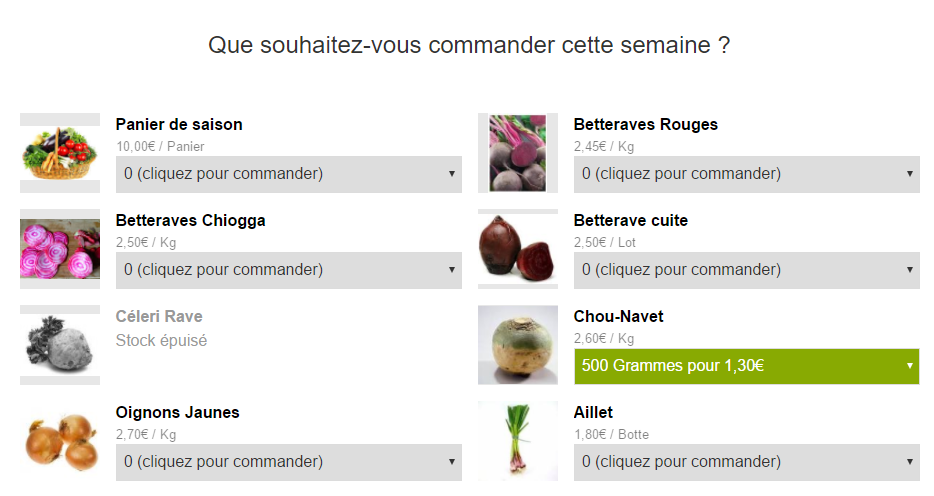 Que souhaitez-vous commander cette semaine ?
Panier de saison
10,00€ / Panier
0 (cliquez pour commander)
Betteraves Rouges
2,45€ / Kg
0 (cliquez pour commander)
Betteraves Chiogga
2,50€ / Kg
0 (cliquez pour commander)
Betterave cuite
2,50€ / Lot
0 (cliquez pour commander)
Céleri Rave
Stock épuisé
Chou-Navet
2,60€ / Kg
500 Grammes pour 1,30€
Oignons Jaunes
2,70€ / Kg
0 (cliquez pour commander)
Aillet
1,80€ / Botte
0 (cliquez pour commander)